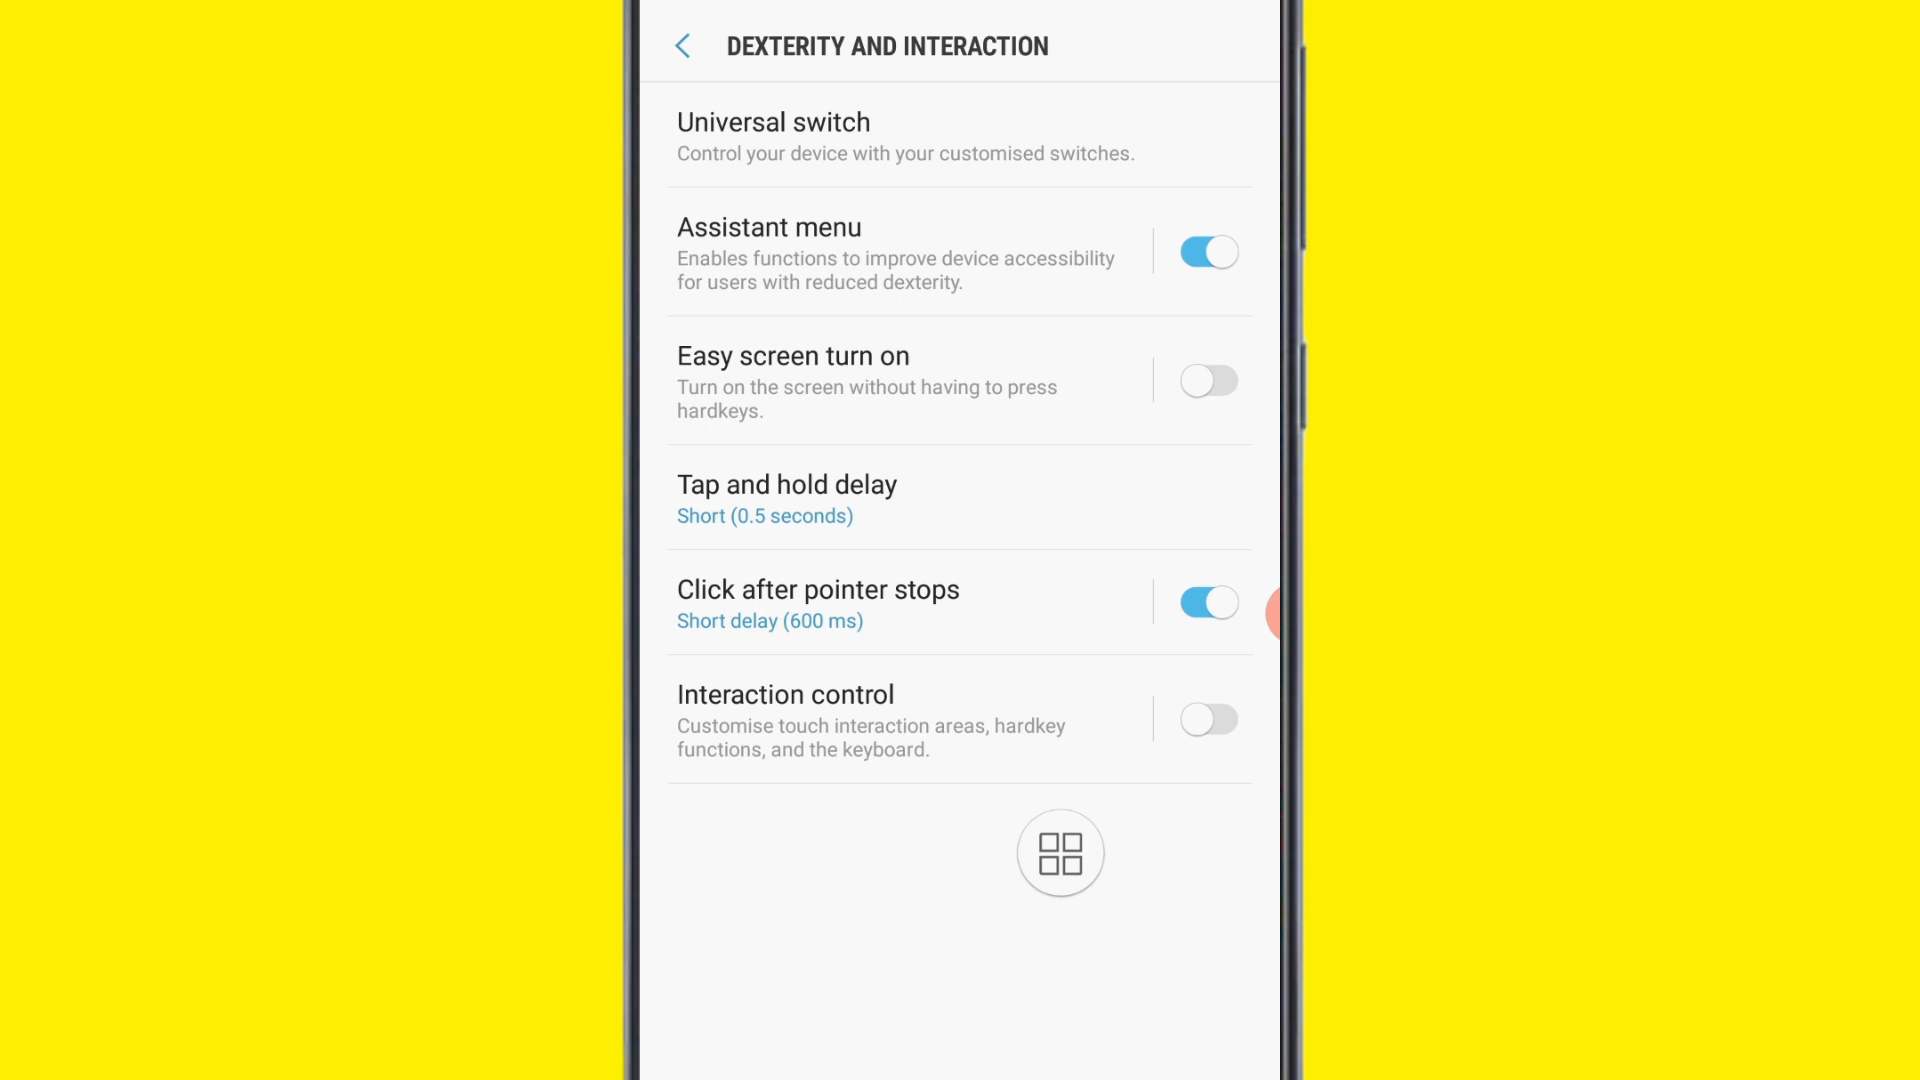 DEXTERITY AND INTERACTION
Universal switch
Control your device with your customised switches.
Assistant menu
Enables functions to improve device accessibility
for users with reduced dexterity.
Easy screen turn on
Turn on the screen without having to press
hardkeys.
Tap and hold delay
Short (0.5 seconds)
Click after pointer stops
Short delay (600 ms)
Interaction control
Customise touch interaction areas, hardkey
functions, and the keyboard.